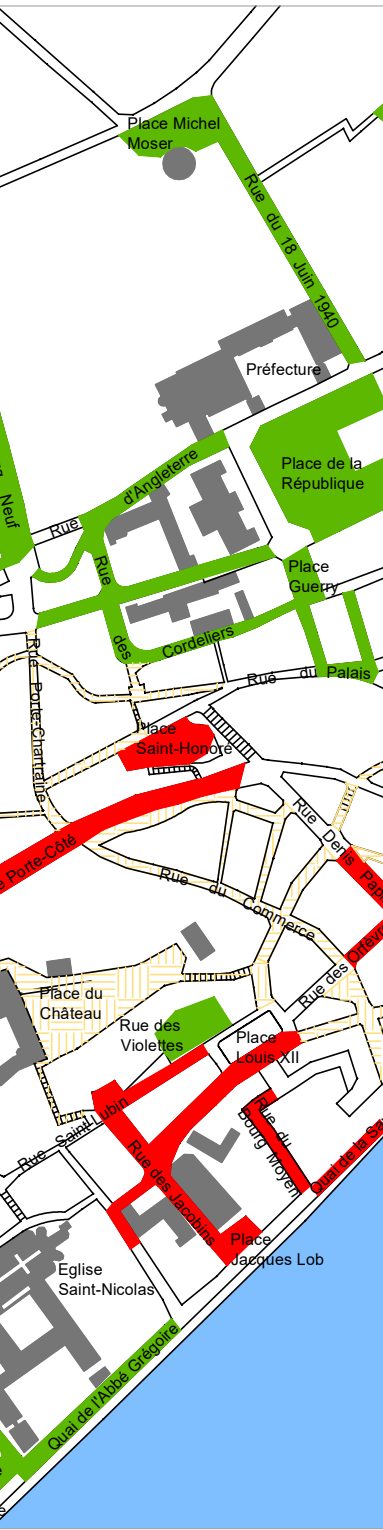 Place Michel
Moser
Rue du 18 Juin 1940
Préfecture
Place de la
République
d'Angleterre
Rue
Neuf
Place
Guerry
Rue
des
Cordeliers
Rue du Palais
Rue Porte-Chartraine
Place
Saint-Honoré
Rue Denis Papi
Porte-Côté
Rue du Commerce
Rue des Orfèvre
Place du
Château
Rue des
Violettes
Place
Louis XII
Rue Saint-Lubin
Rue du
Bourg Moyen
Rue des Jacobins
Quai de la Sa
Place
Jacques Lob
Eglise
Saint-Nicolas
Quai de l'Abbé Grégoire